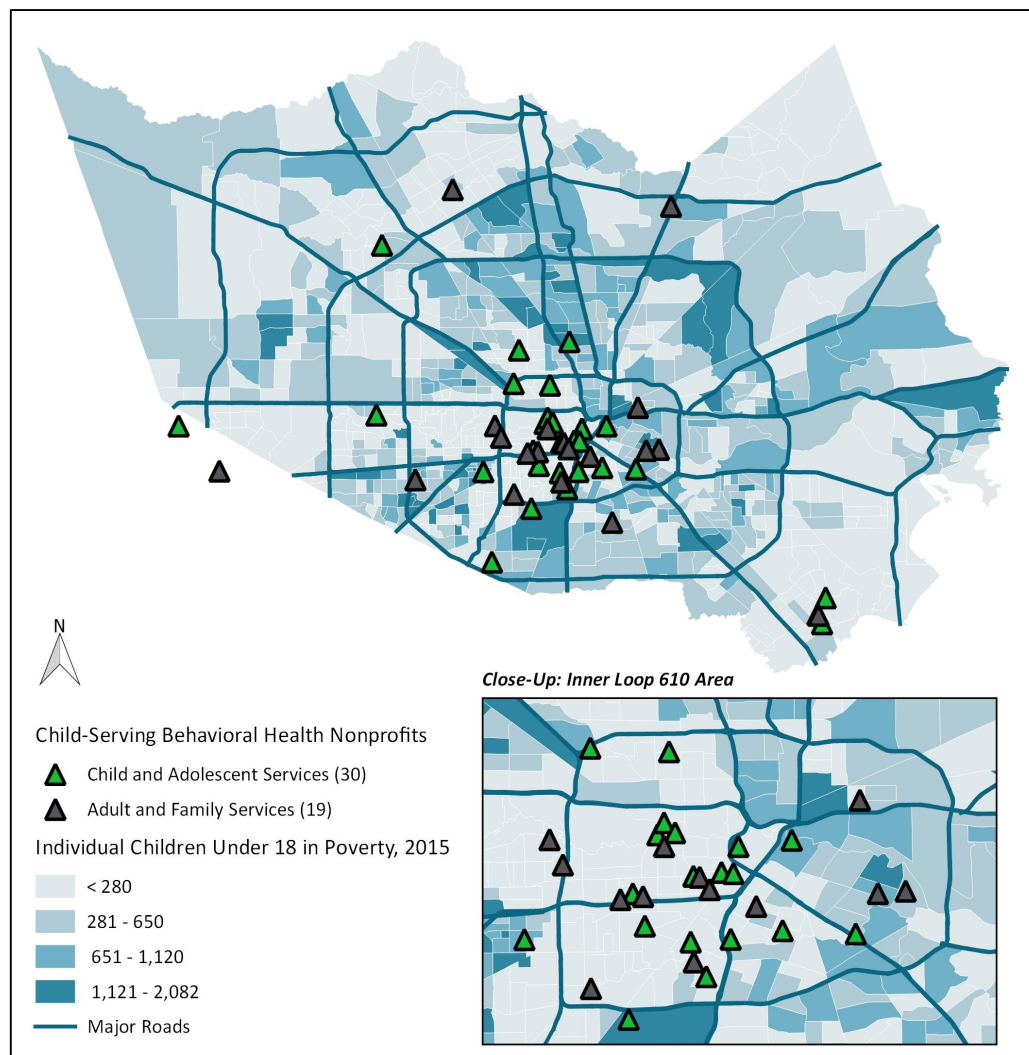 N
Close-Up: Inner Loop 610 Area
Child-Serving Behavioral Health Nonprofits
Child and Adolescent Services (30)
Adult and Family Services (19)
Individual Children Under 18 in Poverty, 2015
< 280
281 - 650
651 - 1,120
1,121 - 2,082
Major Roads